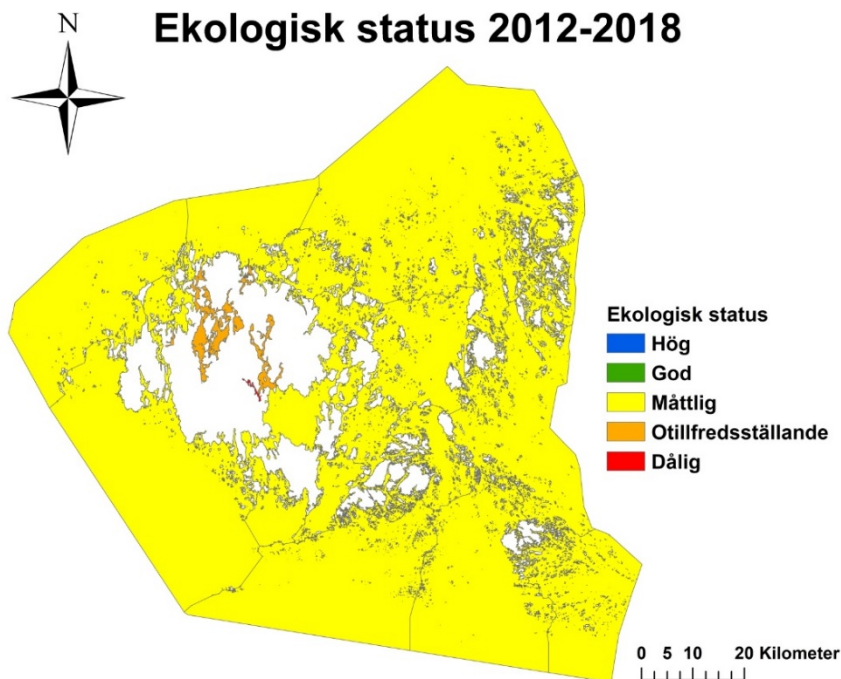 Ekologisk status 2012-2018
N
Ekologisk status
Hög
God
Måttlig
Otillfredsställande
Dålig
0 5 10 20 Kilometer